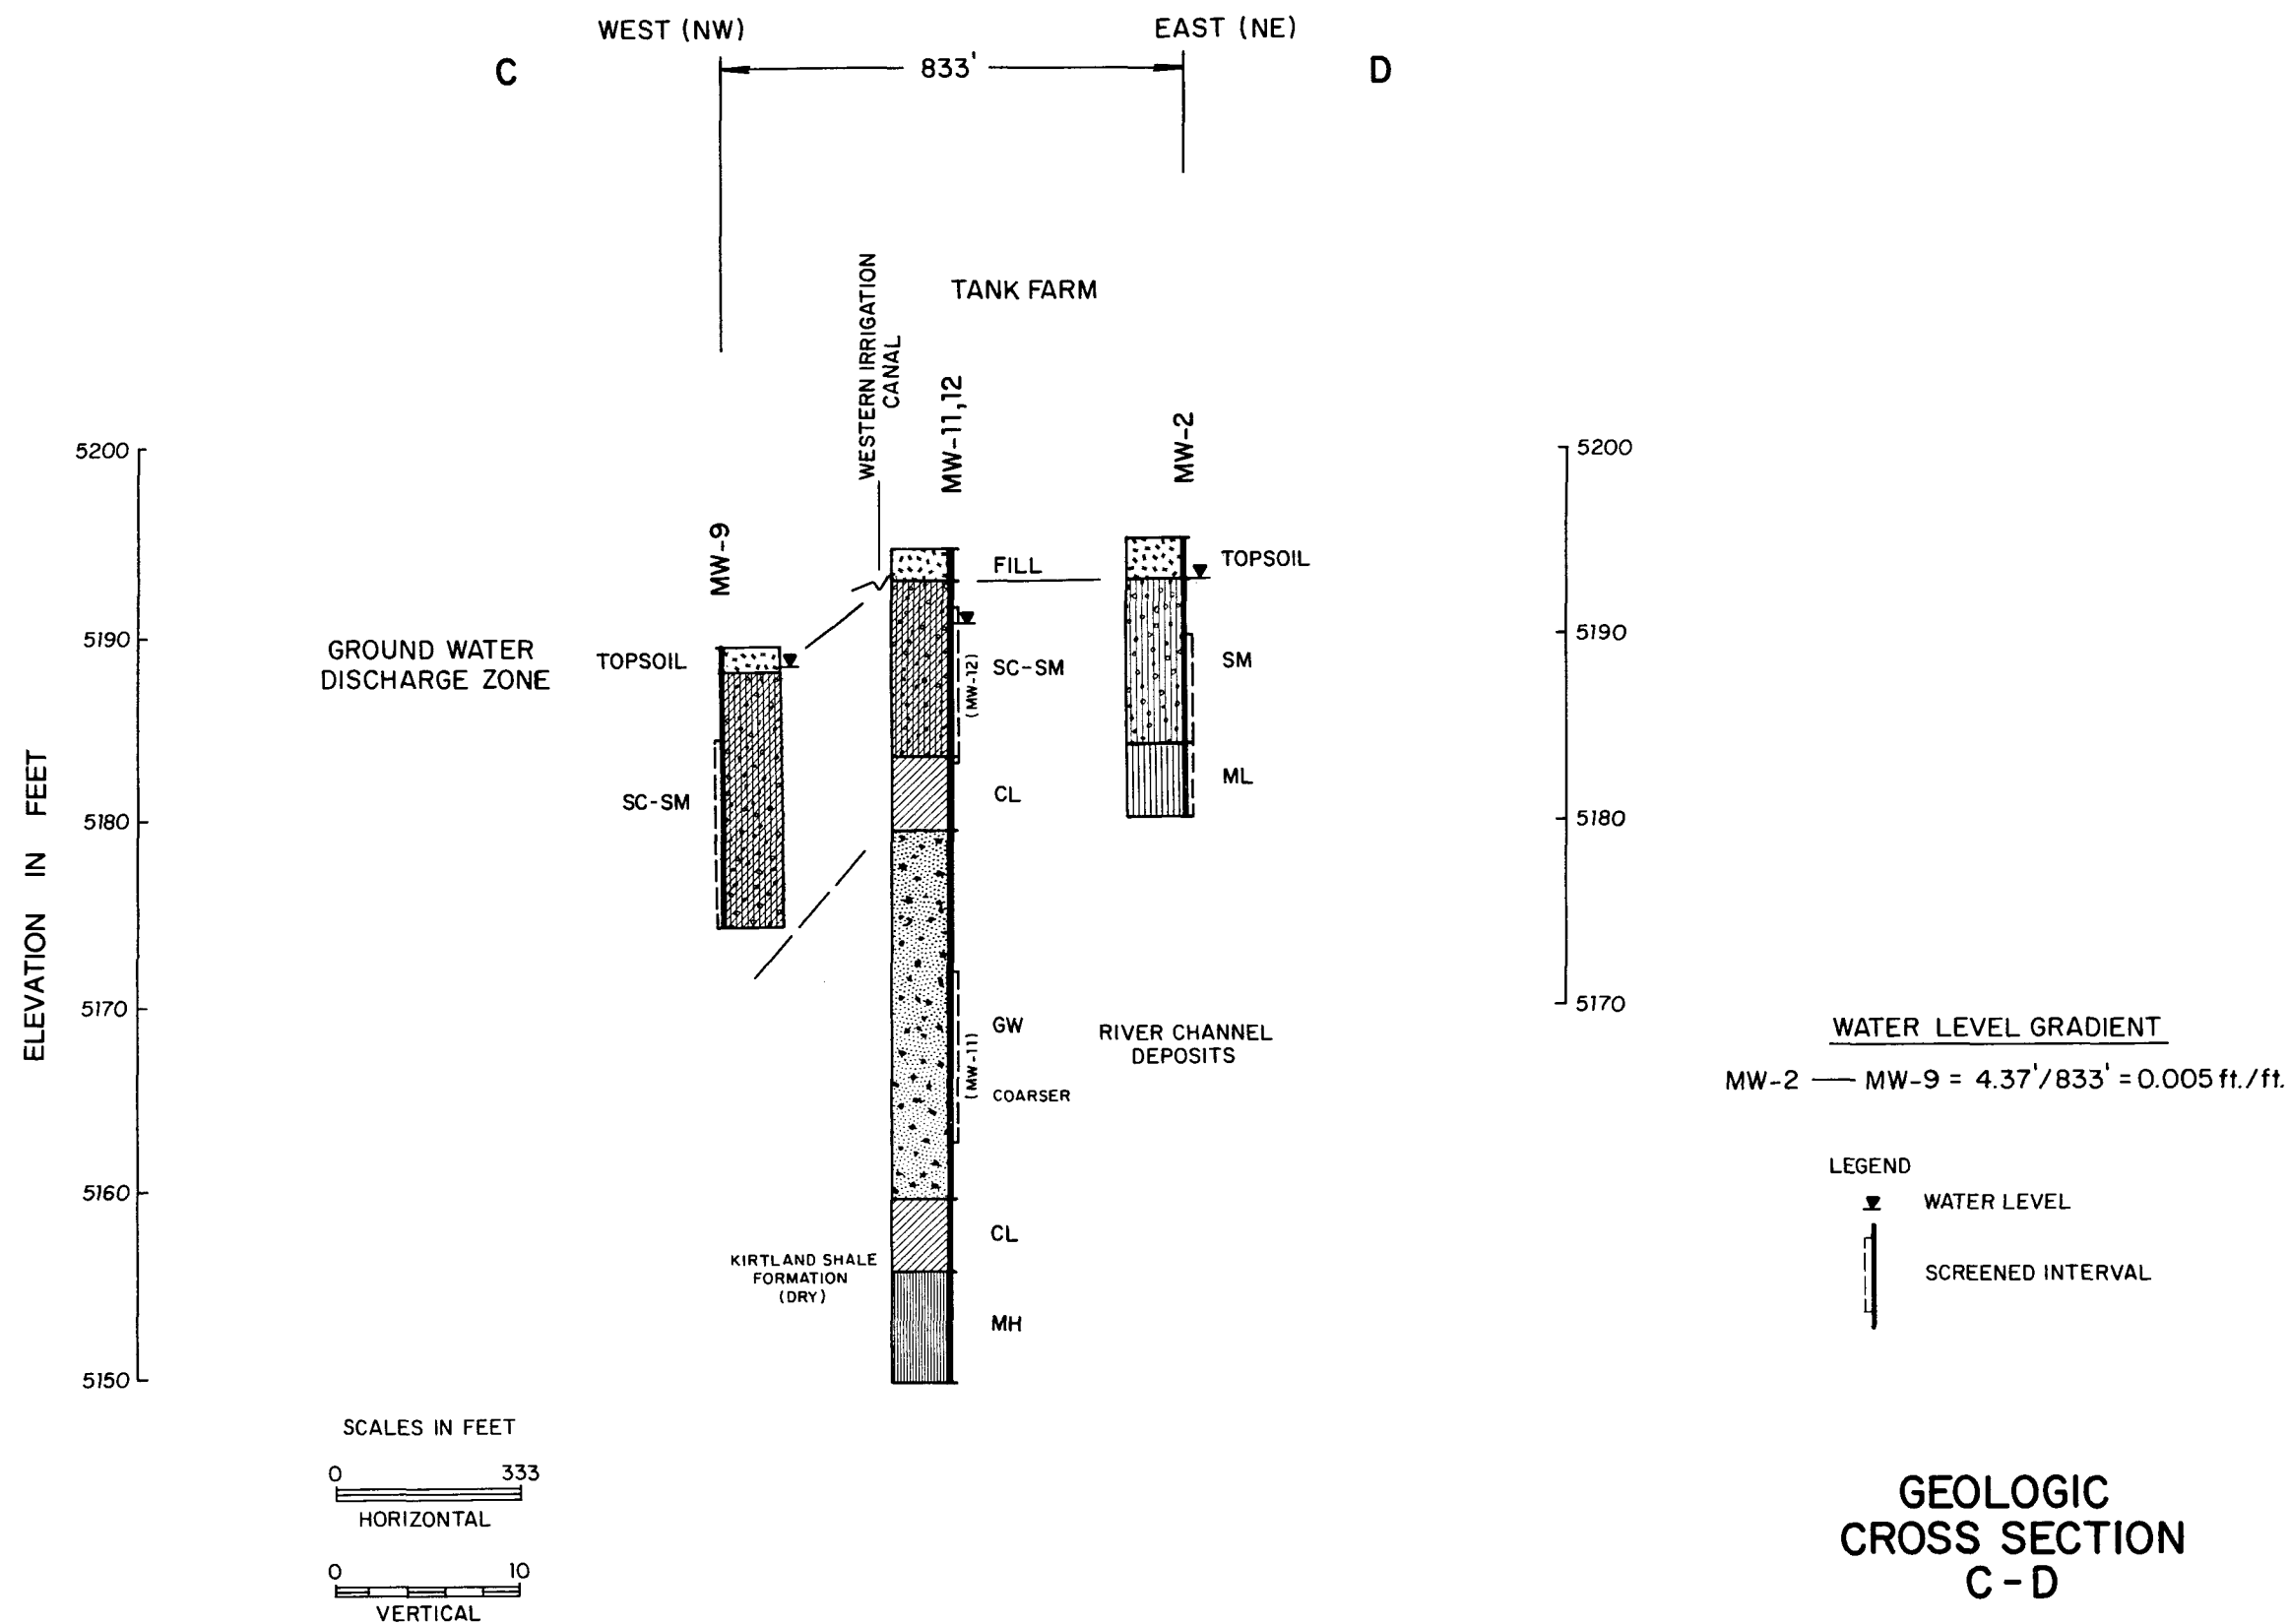 WEST (NW)
EAST (NE)
C
833'
D
WESTERN IRRIGATION
CANAL
TANK FARM
MW-11,12
MW-2
MW-9
5200
5190
5180
5170
5160
5150
ELEVATION IN FEET
5200
5190
5180
5170
GROUND WATER
DISCHARGE ZONE
TOPSOIL
SC-SM
FILL
SC-SM
(MW-12)
CL
GW
(MW-11)
COARSER
CL
MH
TOPSOIL
SM
ML
RIVER CHANNEL
DEPOSITS
KIRTLAND SHALE
FORMATION
(DRY)
WATER LEVEL GRADIENT
MW-2 — MW-9 = 4.37'/833' = 0.005 ft./ft.
LEGEND
WATER LEVEL
SCREENED INTERVAL
SCALES IN FEET
0 333
HORIZONTAL
0 10
VERTICAL
GEOLOGIC
CROSS SECTION
C-D